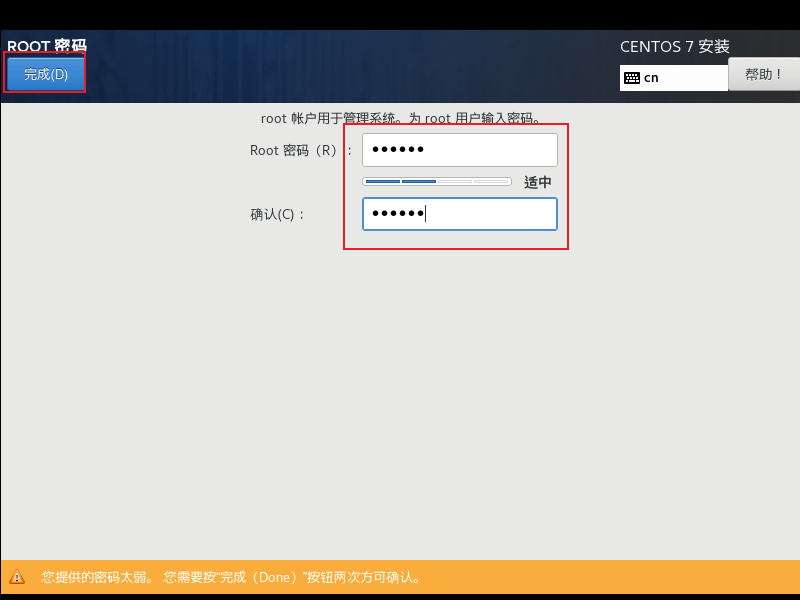 ROOT 密码
CENTOS 7 安装
完成(D)
cn
帮助！
root 帐户用于管理系统。为 root 用户输入密码。
Root 密码（R）：
●●●●●●
适中
确认(C)：
●●●●●●
您提供的密码太弱。 您需要按“完成（Done）”按钮两次方可确认。